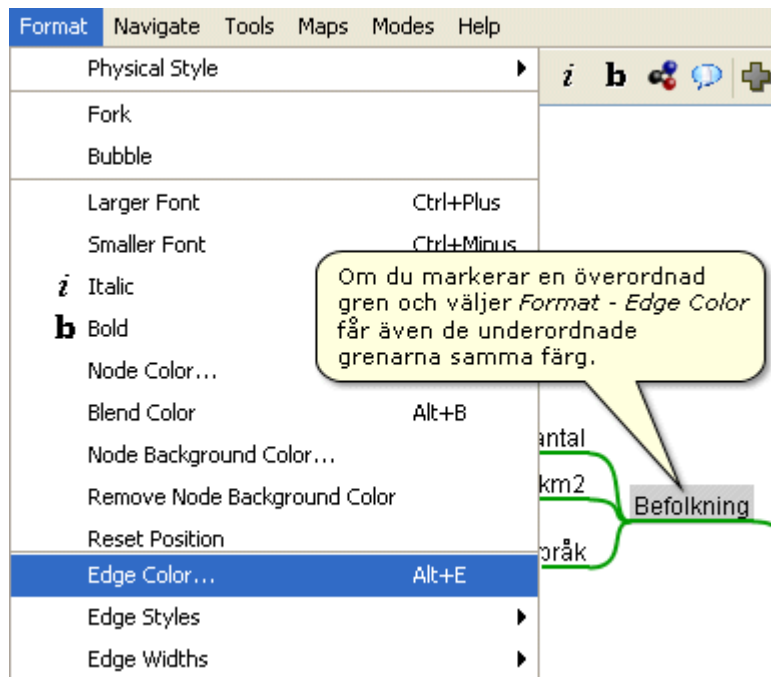 Format Navigate Tools Maps Modes Help
Physical Style
i b
Fork
Bubble
Larger Font Ctrl+Plus
Smaller Font Ctrl+Minus
i Italic
b Bold
Om du markerar en överordnad
gren och väljer Format - Edge Color
får även de underordnade
grenarna samma färg.
Node Color...
Blend Color Alt+B
Node Background Color...
Remove Node Background Color
Reset Position
Edge Color... Alt+E
Edge Styles
Edge Widths
antal
km2
pråk
Befolkning